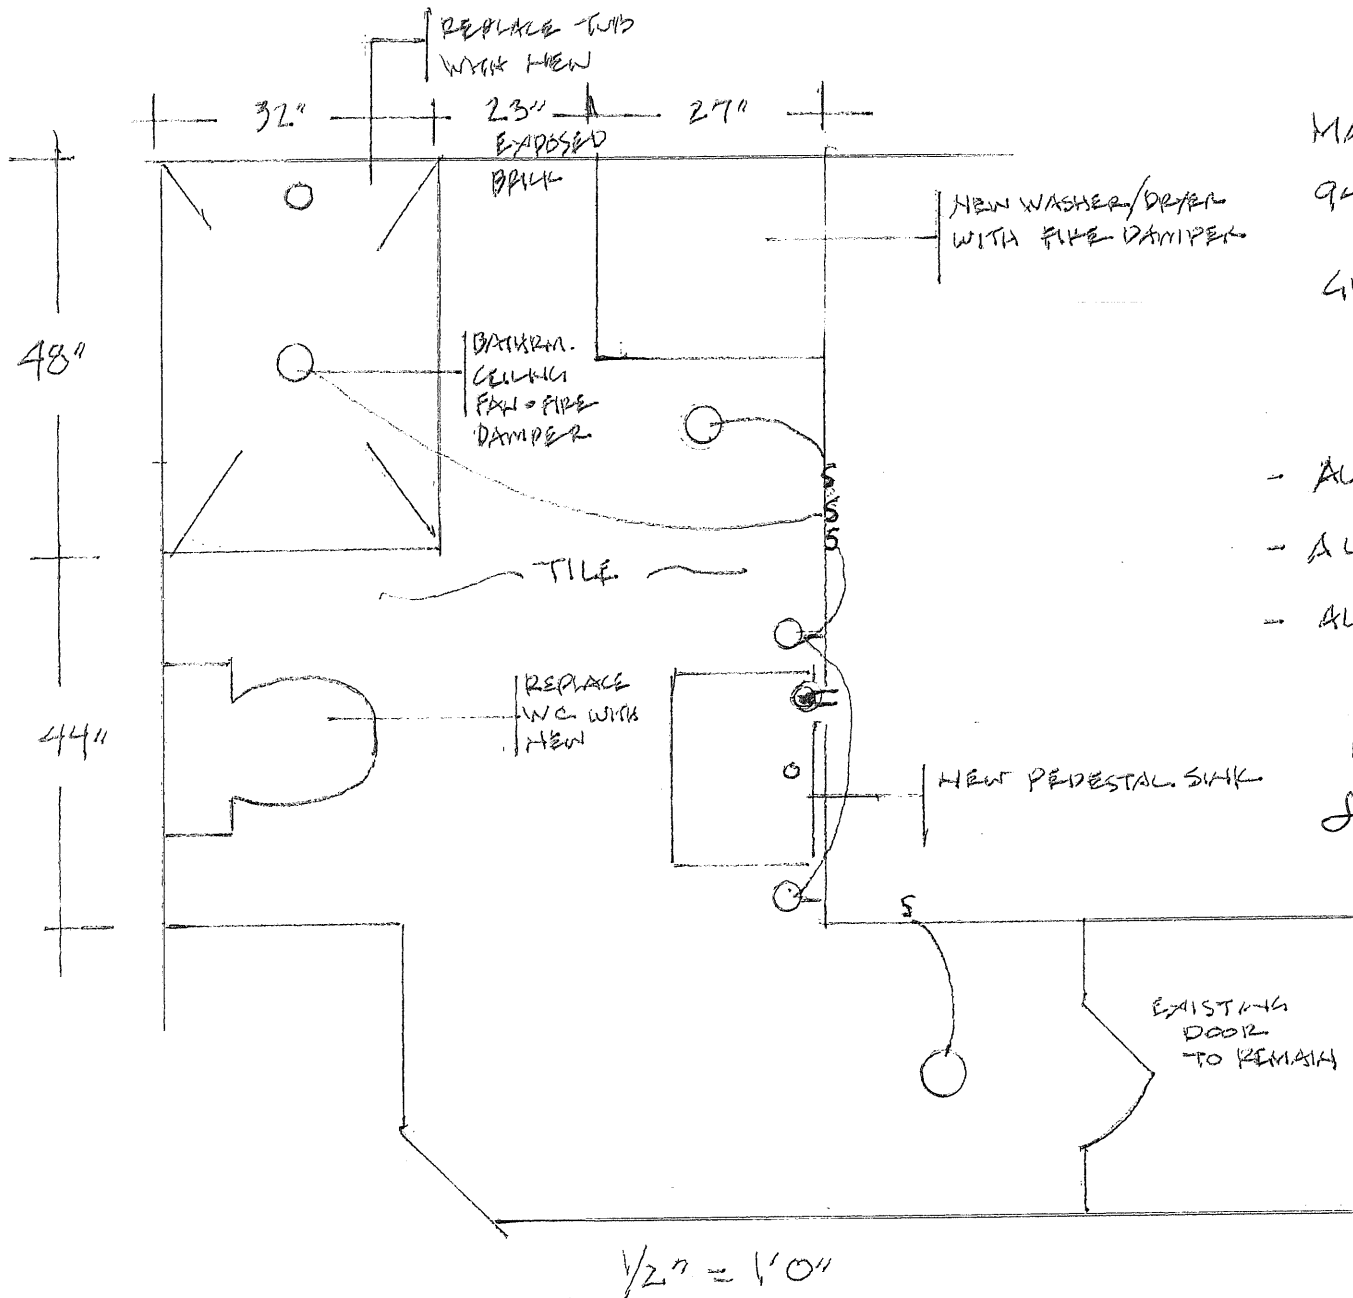 REPLACE TUB
WITH NEW
32"
23"
27"
EXPOSED
BRICK
NEW WASHER/DRYER
WITH FIRE DAMPER
48"
BATHRM.
CEILING
FAN + FIRE
DAMPER
S
S
S
TILE
REPLACE
WC WITH
NEW
44"
NEW PEDESTAL SINK
S
EXISTING
DOOR
TO REMAIN
1/2" = 1'0"